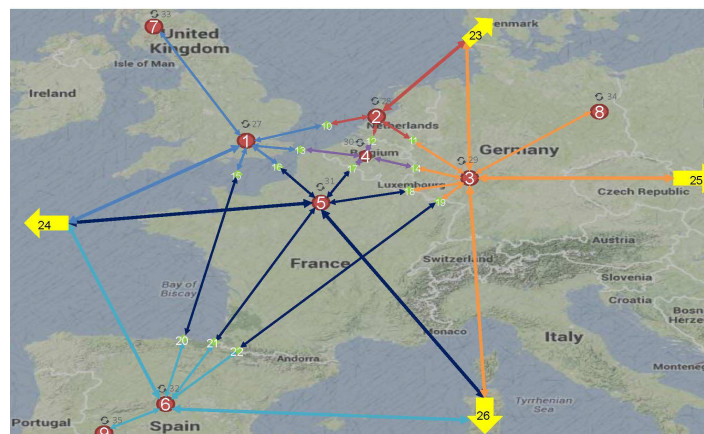 33
7
United
Kingdom
Isle of Man
Ireland
23
Denmark
34
8
28
2
Netherlands
27
1
10
12
11
30
Belgium
4
13
14
Germany
29
3
25
Czech Republic
16
17
Luxembourg
18
19
31
5
24
France
Austria
Switzerland
Slovenia
Croatia
Bay of
Biscay
Monaco
Italy
20
21
22
Andorra
32
6
35
9
Portugal
Spain
26
Tyrrhenian
Sea